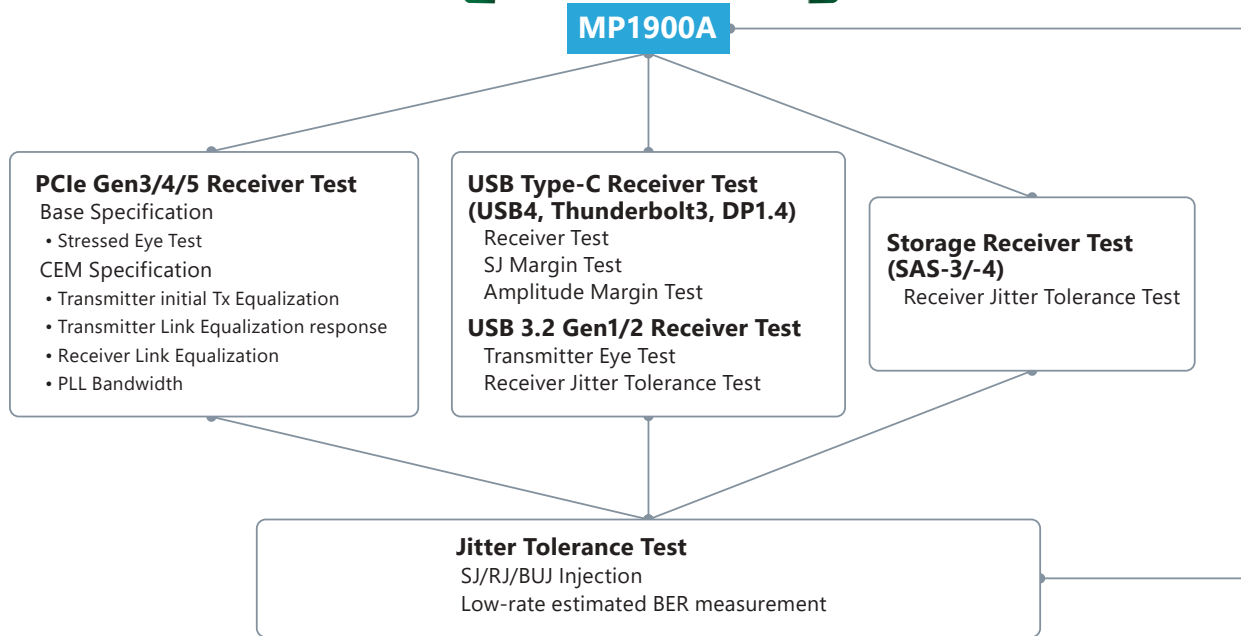 MP1900A
PCIe Gen3/4/5 Receiver Test
Base Specification
• Stressed Eye Test
CEM Specification
• Transmitter initial Tx Equalization
• Transmitter Link Equalization response
• Receiver Link Equalization
• PLL Bandwidth
USB Type-C Receiver Test
(USB4, Thunderbolt3, DP1.4)
Receiver Test
SJ Margin Test
Amplitude Margin Test
USB 3.2 Gen1/2 Receiver Test
Transmitter Eye Test
Receiver Jitter Tolerance Test
Storage Receiver Test
(SAS-3/-4)
Receiver Jitter Tolerance Test
Jitter Tolerance Test
SJ/RJ/BUJ Injection
Low-rate estimated BER measurement